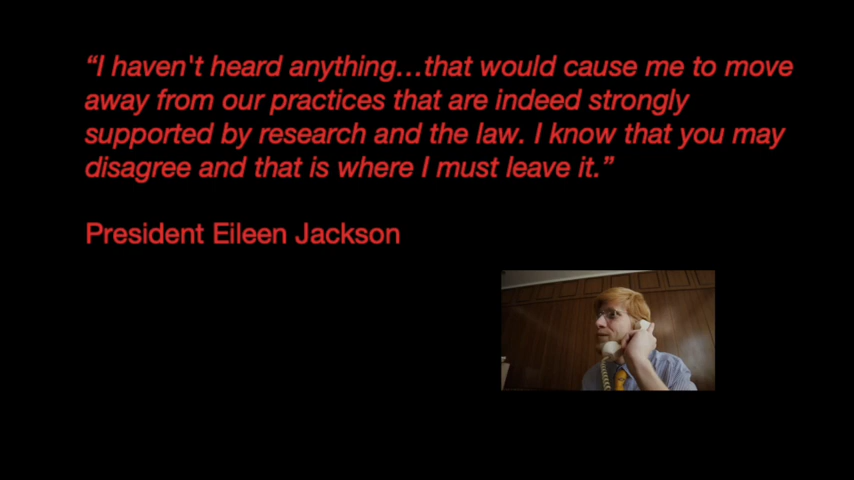 “I haven't heard anything…that would cause me to move
away from our practices that are indeed strongly
supported by research and the law. I know that you may
disagree and that is where I must leave it.”
President Eileen Jackson